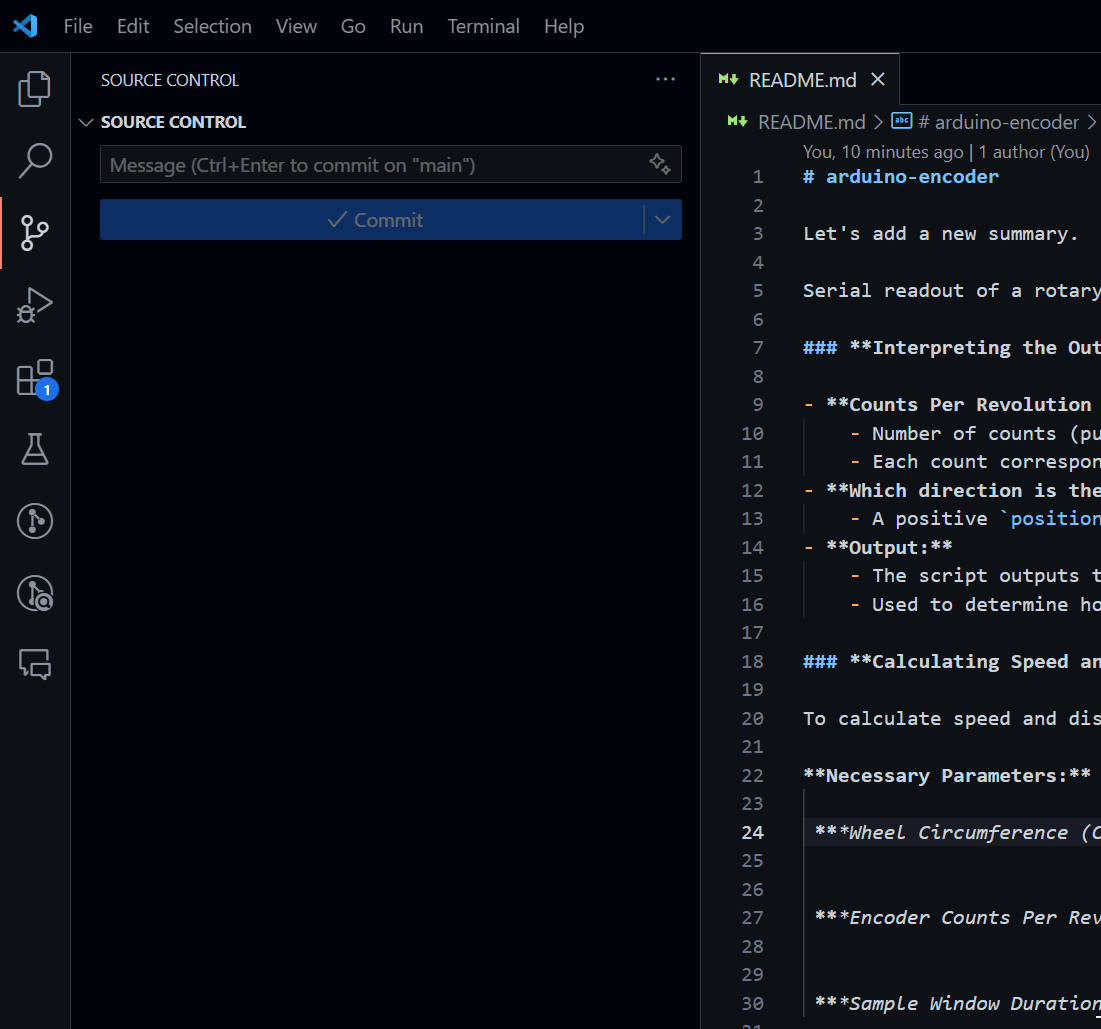 File Edit Selection View Go Run Terminal Help
SOURCE CONTROL
SOURCE CONTROL
Message (Ctrl+Enter to commit on "main")
Commit
1
README.md
README.md > abc # arduino-encoder >
You, 10 minutes ago | 1 author (You)
1 # arduino-encoder
2
3 Let's add a new summary.
4
5 Serial readout of a rotary
6
7 ### **Interpreting the Out
8
9 - **Counts Per Revolution
10 - Number of counts (pu
11 - Each count correspon
12 - **Which direction is the
13 - A positive `position
14 - **Output:**
15 - The script outputs t
16 - Used to determine ho
17
18 ### **Calculating Speed an
19
20 To calculate speed and dis
21
22 **Necessary Parameters:**
23
24 ***Wheel Circumference (C
25
26
27 ***Encoder Counts Per Rev
28
29
30 ***Sample Window Duration
31